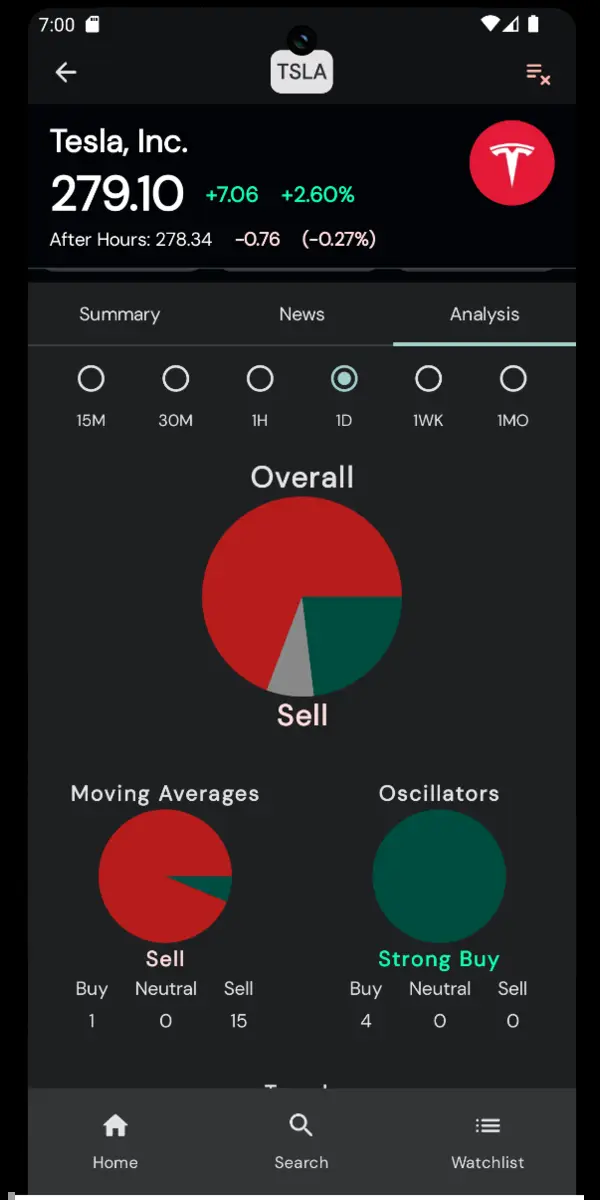 7:00
TSLA
Tesla, Inc.
279.10 +7.06 +2.60%
After Hours: 278.34 -0.76 (-0.27%)
Summary News Analysis
15M 30M 1H 1D 1WK 1MO
Overall
Sell
Moving Averages Oscillators
Sell Strong Buy
Buy Neutral Sell Buy Neutral Sell
1 0 15 4 0 0
Home Search Watchlist